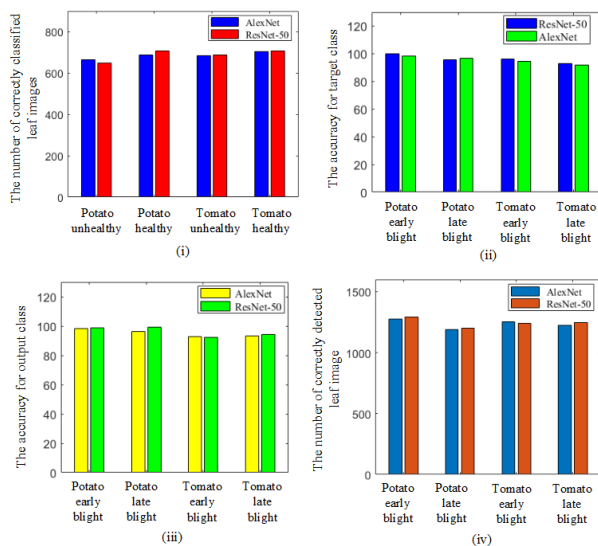 The number of correctly classified
leaf images
800
600
400
200
0
AlexNet
ResNet-50
Potato
unhealthy
Potato
healthy
Tomato
unhealthy
Tomato
healthy
(i)
The accuracy for target class
120
100
80
60
40
20
0
ResNet-50
AlexNet
Potato
early
blight
Potato
late
blight
Tomato
early
blight
Tomato
late
blight
(ii)
The accuracy for output class
120
100
80
60
40
20
0
AlexNet
ResNet-50
Potato
early
blight
Potato
late
blight
Tomato
early
blight
Tomato
late
blight
(iii)
The number of correctly detected
leaf image
1500
1000
500
0
AlexNet
ResNet-50
Potato
early
blight
Potato
late
blight
Tomato
early
blight
Tomato
late
blight
(iv)